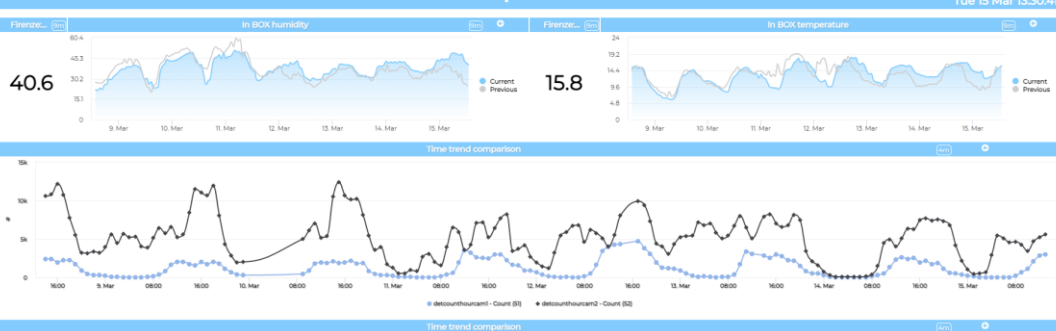 Tue 15 Mar 13:30:4
Firenze:... 9m In BOX humidity 9m Firenze:... 9m In BOX temperature 9m
40.6
60.4
45.3
30.2
15.1
0
9. Mar 10. Mar 11. Mar 12. Mar 13. Mar 14. Mar 15. Mar
Current
Previous
15.8
24
19.2
14.4
9.6
4.8
0
9. Mar 10. Mar 11. Mar 12. Mar 13. Mar 14. Mar 15. Mar
Current
Previous
Time trend comparison 4m
15k
10k
5k
0
#
16:00 9. Mar 08:00 16:00 10. Mar 08:00 16:00 11. Mar 08:00 16:00 12. Mar 08:00 16:00 13. Mar 08:00 16:00 14. Mar 08:00 16:00 15. Mar 08:00
detcounthourcam1 - Count (S1) detcounthourcam2 - Count (S2)
Time trend comparison 4m